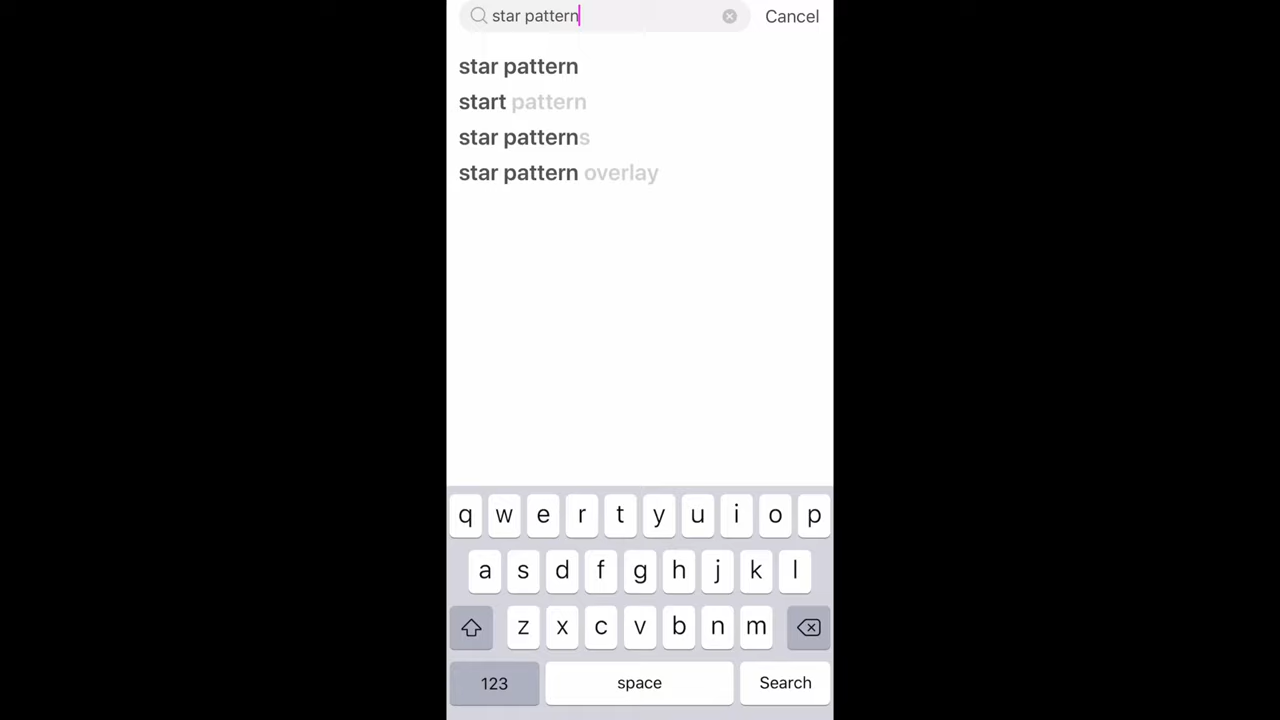 star pattern
Cancel
star pattern
start pattern
star patterns
star pattern overlay
q w e r t y u i o p
a s d f g h j k l
z x c v b n m
123 space Search